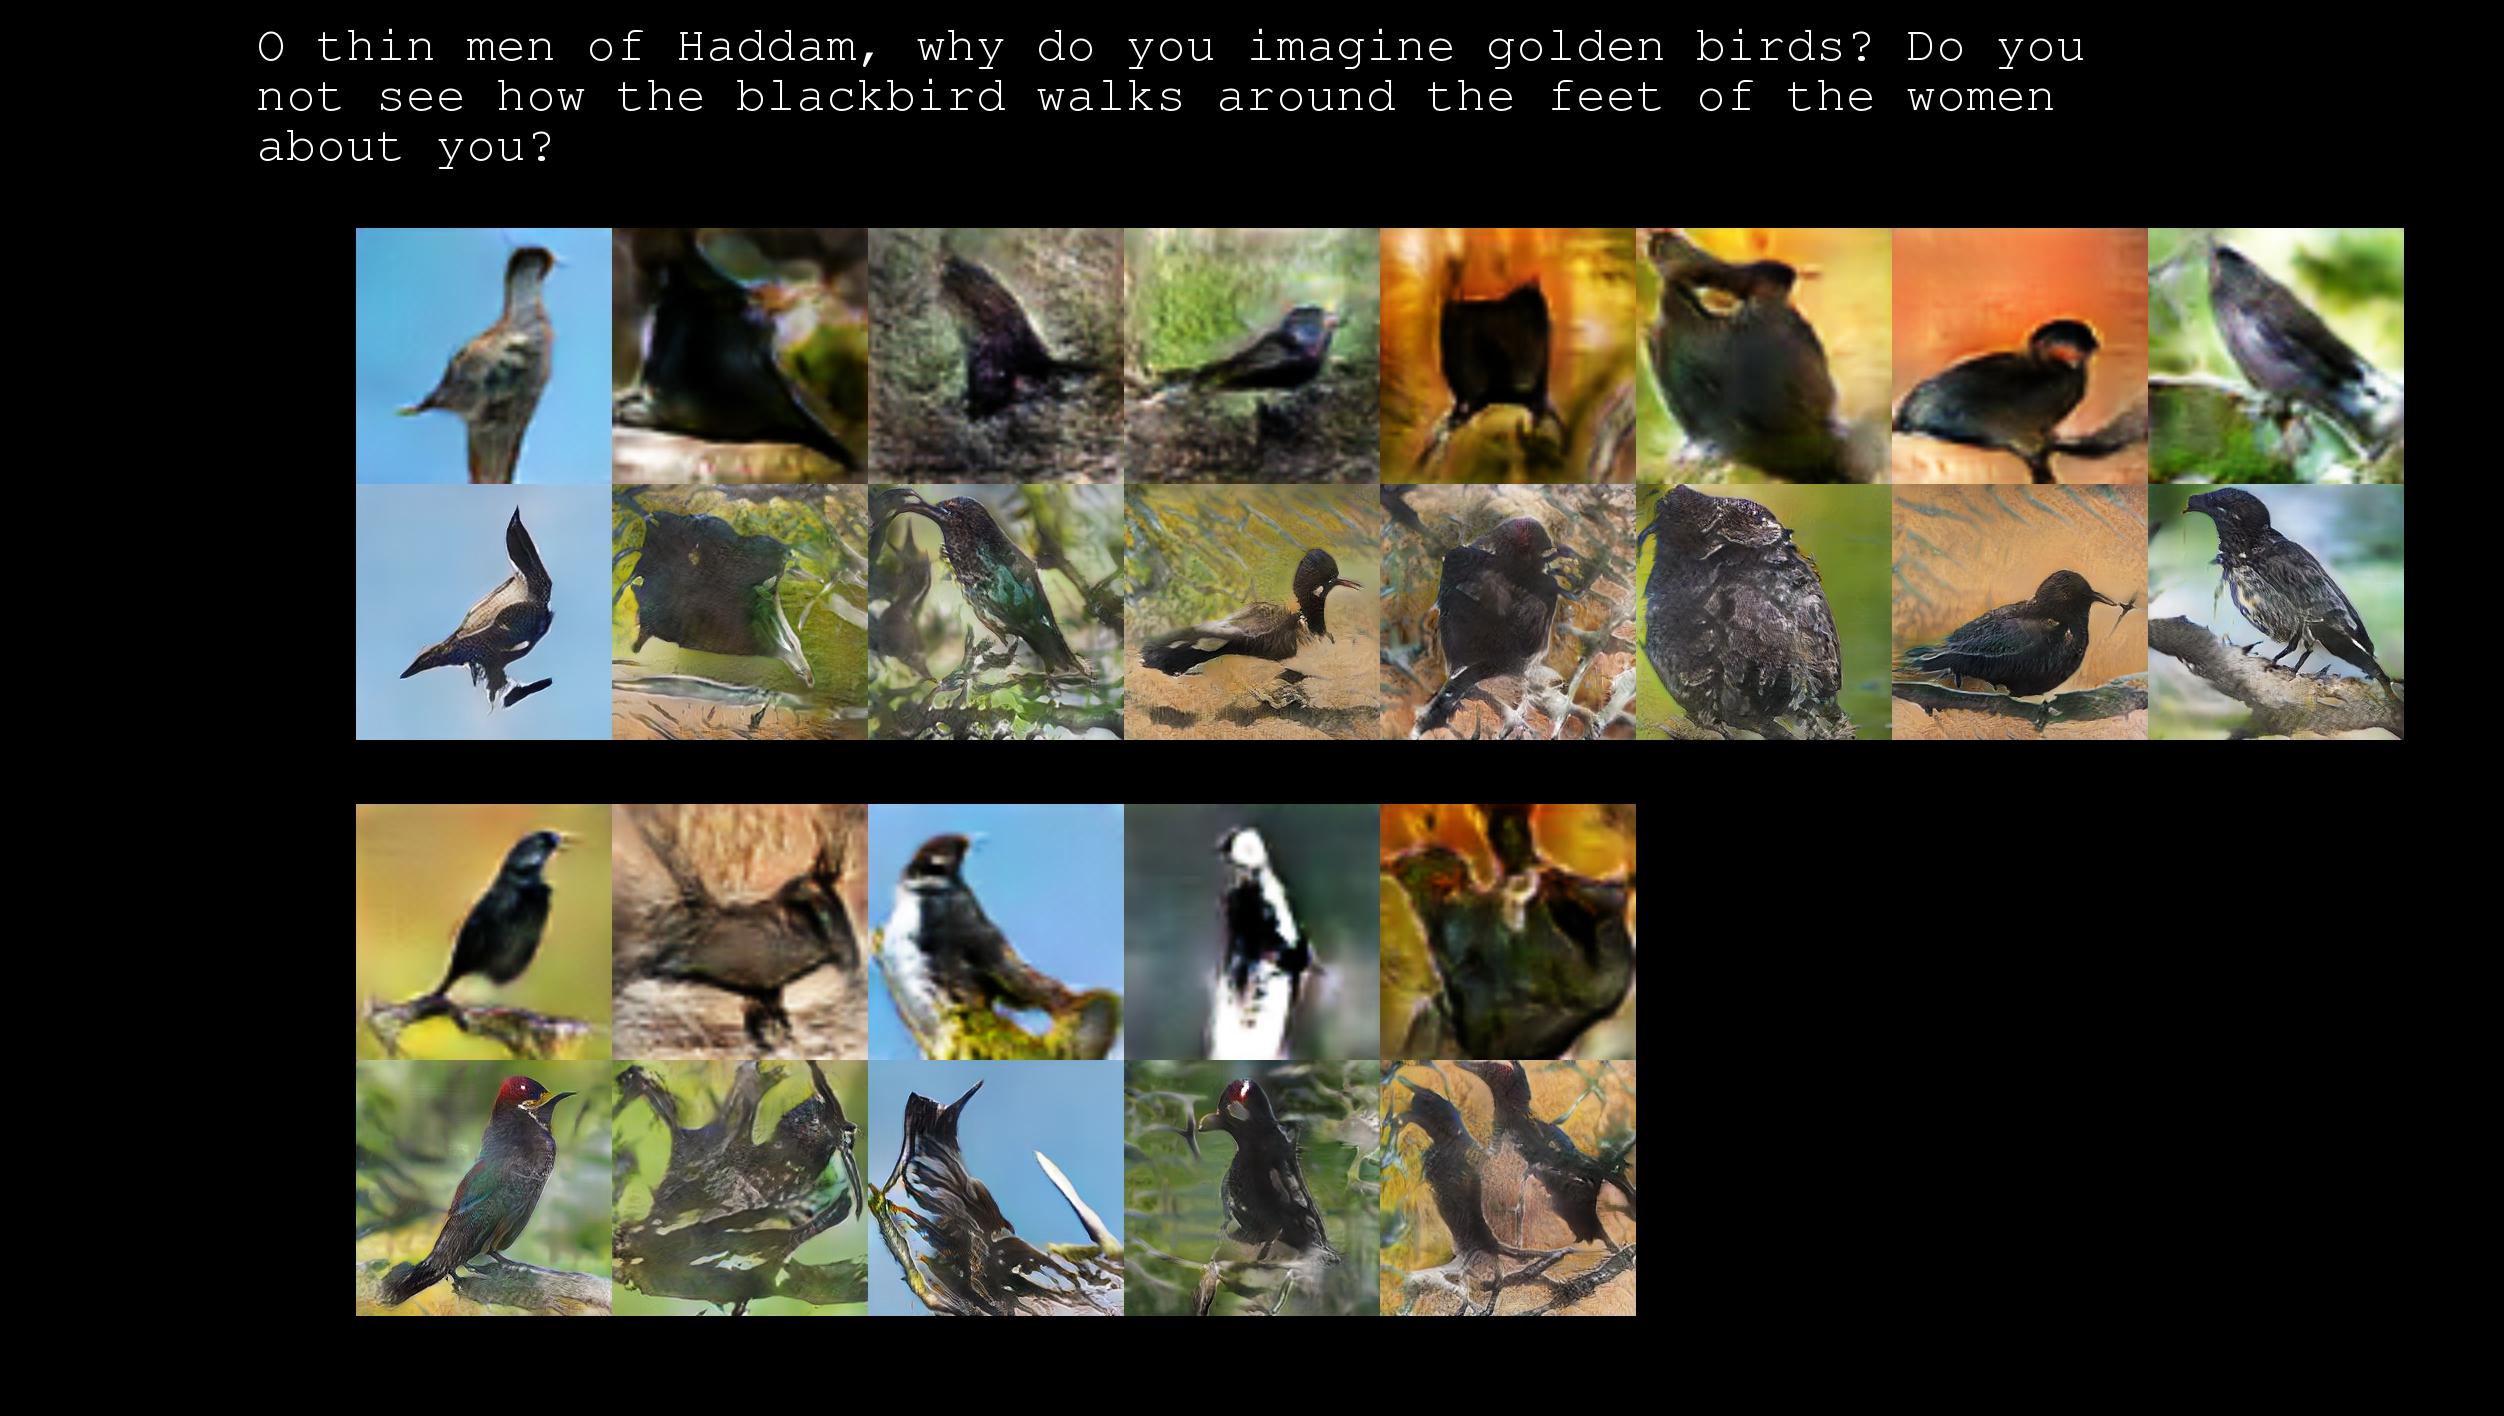 O thin men of Haddam, why do you imagine golden birds? Do you
not see how the blackbird walks around the feet of the women
about you?